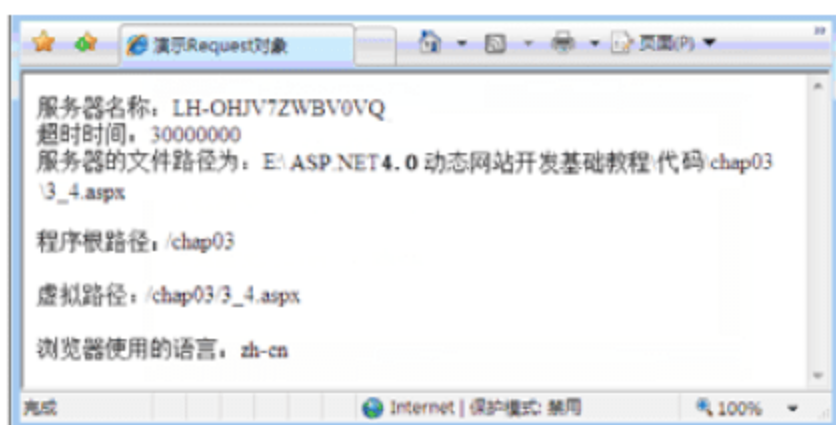 演示Request对象
页面(P)
服务器名称：LH-OHJV7ZWBV0VQ
超时时间：30000000
服务器的文件路径为：E:\ ASP.NET4.0 动态网站开发基础教程\代码\chap03
\3_4.aspx
程序根路径：/chap03
虚拟路径：/chap03/3_4.aspx
浏览器使用的语言：zh-cn
完成
Internet | 保护模式: 禁用
100%